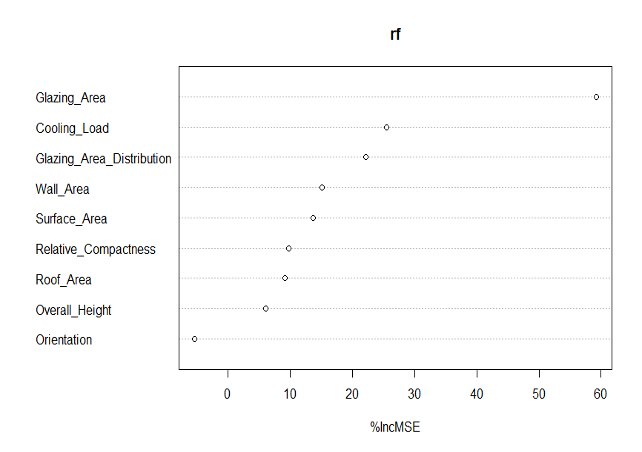 rf
Glazing_Area
Cooling_Load
Glazing_Area_Distribution
Wall_Area
Surface_Area
Relative_Compactness
Roof_Area
Overall_Height
Orientation
0 10 20 30 40 50 60
%IncMSE